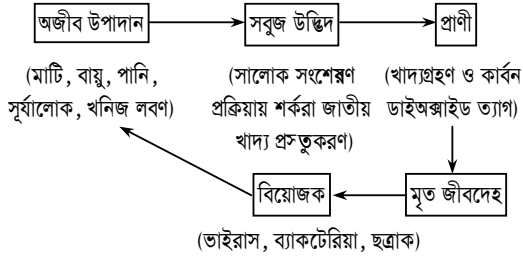 অজীব উপাদান
সবুজ উদ্ভিদ
প্রাণী
(মাটি, বায়ু, পানি,
সূর্যালোক, খনিজ লবণ)
(সালোক সংশেষণ
প্রক্রিয়ায় শর্করা জাতীয়
খাদ্য প্রস্তুকরণ)
(খাদ্যগ্রহণ ও কার্বন
ডাইঅক্সাইড ত্যাগ)
বিয়োজক
মৃত জীবদেহ
(ভাইরাস, ব্যাকটেরিয়া, ছত্রাক)